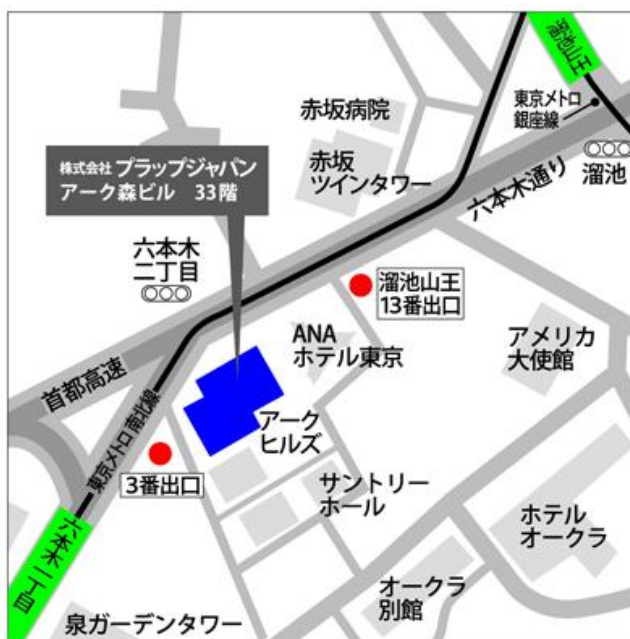 溜池山王
東京メトロ
銀座線
赤坂病院
赤坂
ツインタワー
溜池
六本木通り
株式会社 プラップジャパン
アーク森ビル 33階
六本木
二丁目
溜池山王
13番出口
ANA
ホテル東京
アメリカ
大使館
首都高速
東京メトロ南北線
アーク
ヒルズ
3番出口
サントリー
ホール
ホテル
オークラ
六本木一丁目
オークラ
別館
泉ガーデンタワー